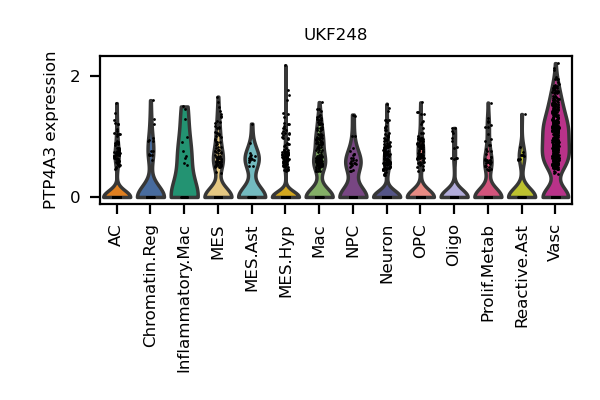 UKF248
PTP4A3 expression
2
0
AC
Chromatin.Reg
Inflammatory.Mac
MES
MES.Ast
MES.Hyp
Mac
NPC
Neuron
OPC
Oligo
Prolif.Metab
Reactive.Ast
Vasc